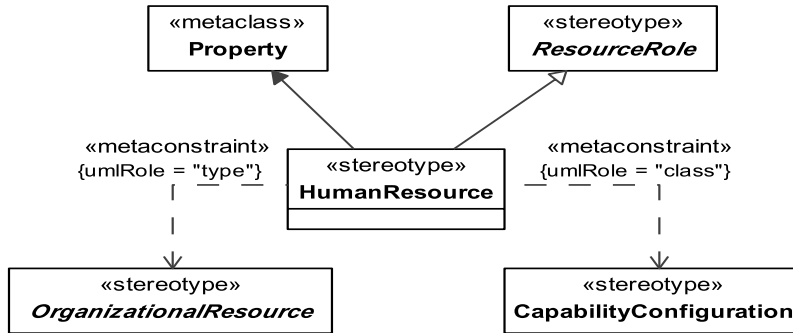 «metaclass»
Property
«stereotype»
ResourceRole
«metaconstraint»
{umlRole = "type"}
«stereotype»
HumanResource
«metaconstraint»
{umlRole = "class"}
«stereotype»
OrganizationalResource
«stereotype»
CapabilityConfiguration